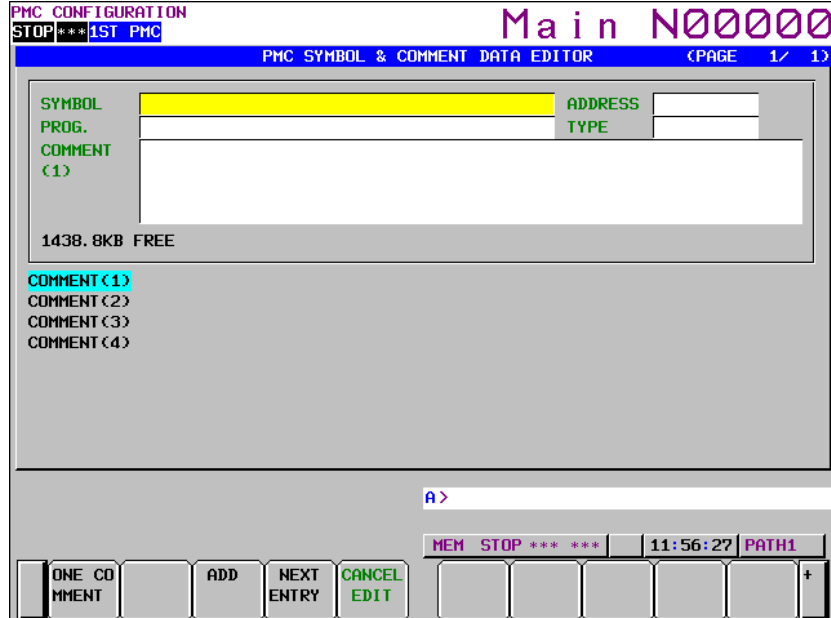 PMC CONFIGURATION
Main N00000
STOP *** 1ST PMC
PMC SYMBOL & COMMENT DATA EDITOR (PAGE 1/ 1)
SYMBOL ADDRESS
PROG. TYPE
COMMENT
(1)
1438.8KB FREE
COMMENT(1)
COMMENT(2)
COMMENT(3)
COMMENT(4)
A>
MEM STOP *** *** 11:56:27 PATH1
ONE CO ADD NEXT CANCEL +
MMENT ENTRY EDIT